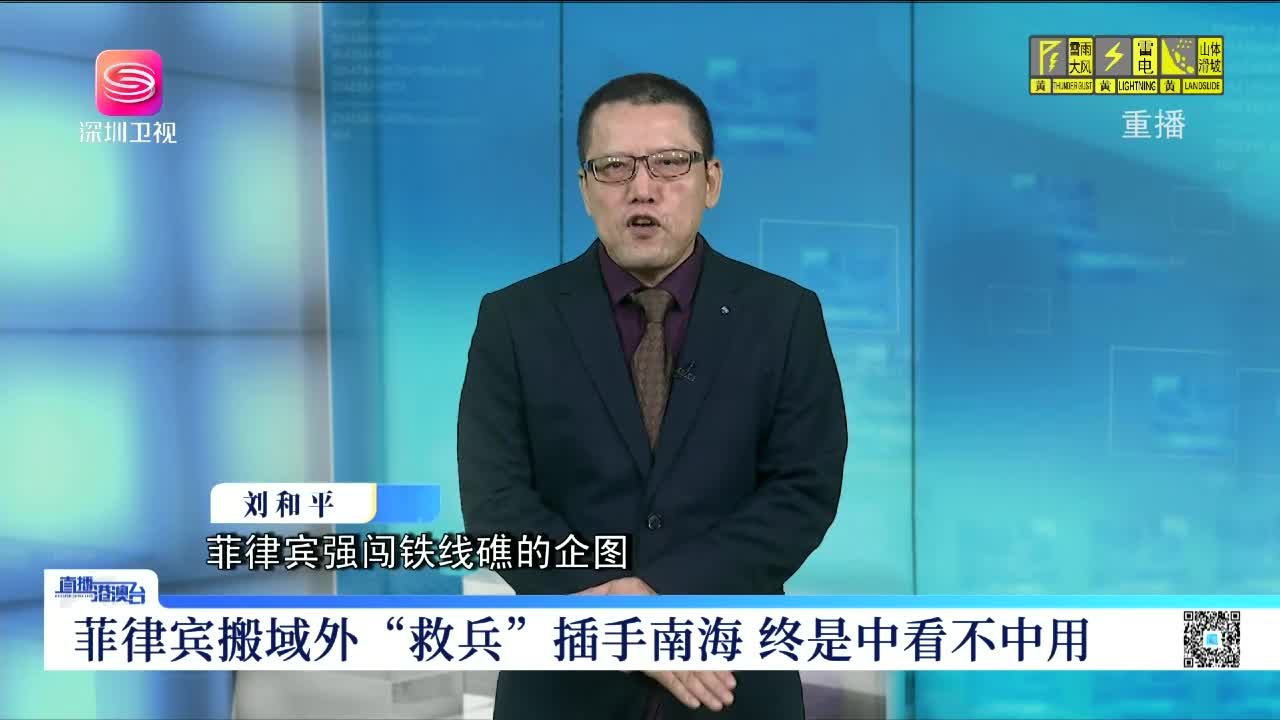 深圳卫视
雷雨
大风
黄 THUNDER GUST
雷
电
黄 LIGHTNING
山体
滑坡
黄 LANDSLIDE
重播
刘和平
菲律宾强闯铁线礁的企图
直播港澳台
菲律宾搬域外“救兵”插手南海 终是中看不中用